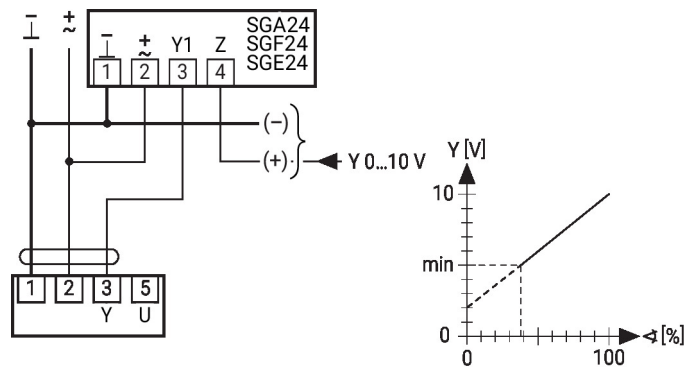 ⊥ ~+
SGA24
SGF24
SGE24
⊥ ~+ Y1 Z
1 2 3 4
(–)
(+) Y 0...10 V
1 2 3 5
Y U
Y [V]
10
min
0
0 100
∢ [%]